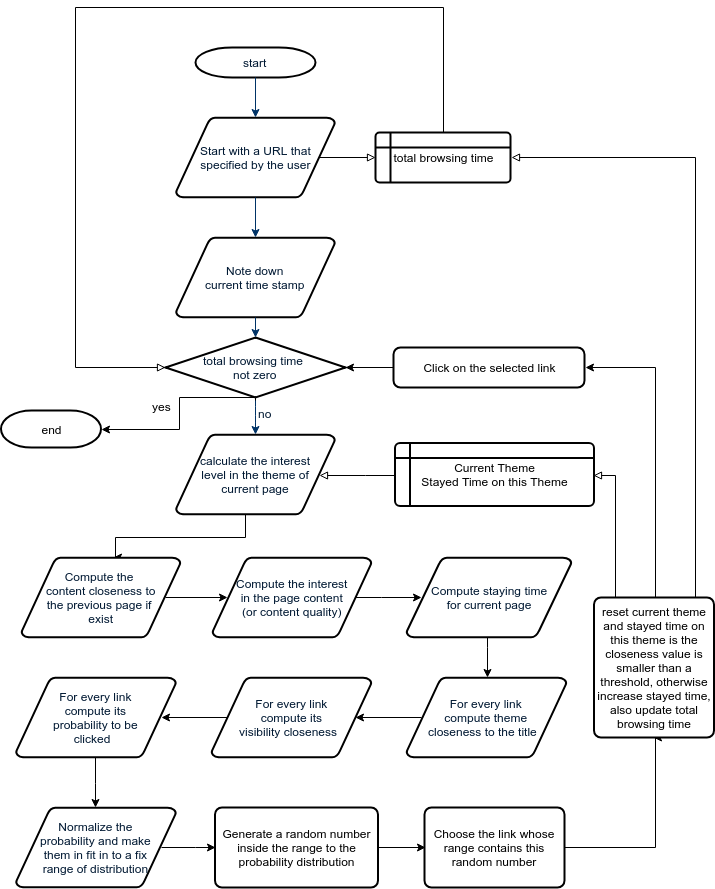 start
Start with a URL that
specified by the user
total browsing time
Note down
current time stamp
total browsing time
not zero
Click on the selected link
yes
no
end
calculate the interest
level in the theme of
current page
Current Theme
Stayed Time on this Theme
Compute the
content closeness to
the previous page if
exist
Compute the interest
in the page content
(or content quality)
Compute staying time
for current page
reset current theme
and stayed time on
this theme is the
closeness value is
smaller than a
threshold, otherwise
increase stayed time,
also update total
browsing time
For every link
compute its
probability to be
clicked
For every link
compute its
visibility closeness
For every link
compute theme
closeness to the title
Normalize the
probability and make
them in fit in to a fix
range of distribution
Generate a random number
inside the range to the
probability distribution
Choose the link whose
range contains this
random number